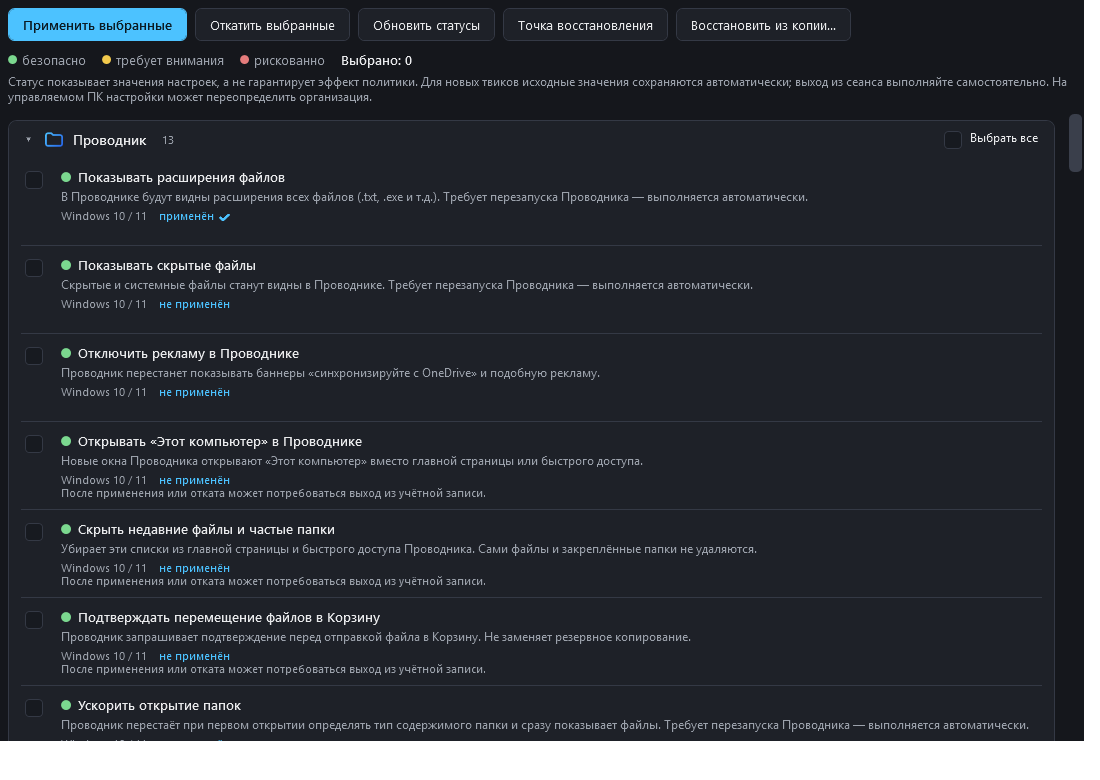 Применить выбранные Откатить выбранные Обновить статусы Точка восстановления Восстановить из копии...
безопасно требует внимания рискованно Выбрано: 0
Статус показывает значения настроек, а не гарантирует эффект политики. Для новых твиков исходные значения сохраняются автоматически; выход из сеанса выполняйте самостоятельно. На
управляемом ПК настройки может переопределить организация.
Проводник 13 Выбрать все
Показывать расширения файлов
В Проводнике будут видны расширения всех файлов (.txt, .exe и т.д.). Требует перезапуска Проводника — выполняется автоматически.
Windows 10 / 11 применён
Показывать скрытые файлы
Скрытые и системные файлы станут видны в Проводнике. Требует перезапуска Проводника — выполняется автоматически.
Windows 10 / 11 не применён
Отключить рекламу в Проводнике
Проводник перестанет показывать баннеры «синхронизируйте с OneDrive» и подобную рекламу.
Windows 10 / 11 не применён
Открывать «Этот компьютер» в Проводнике
Новые окна Проводника открывают «Этот компьютер» вместо главной страницы или быстрого доступа.
Windows 10 / 11 не применён
После применения или отката может потребоваться выход из учётной записи.
Скрыть недавние файлы и частые папки
Убирает эти списки из главной страницы и быстрого доступа Проводника. Сами файлы и закреплённые папки не удаляются.
Windows 10 / 11 не применён
После применения или отката может потребоваться выход из учётной записи.
Подтверждать перемещение файлов в Корзину
Проводник запрашивает подтверждение перед отправкой файла в Корзину. Не заменяет резервное копирование.
Windows 10 / 11 не применён
После применения или отката может потребоваться выход из учётной записи.
Ускорить открытие папок
Проводник перестаёт при первом открытии определять тип содержимого папки и сразу показывает файлы. Требует перезапуска Проводника — выполняется автоматически.